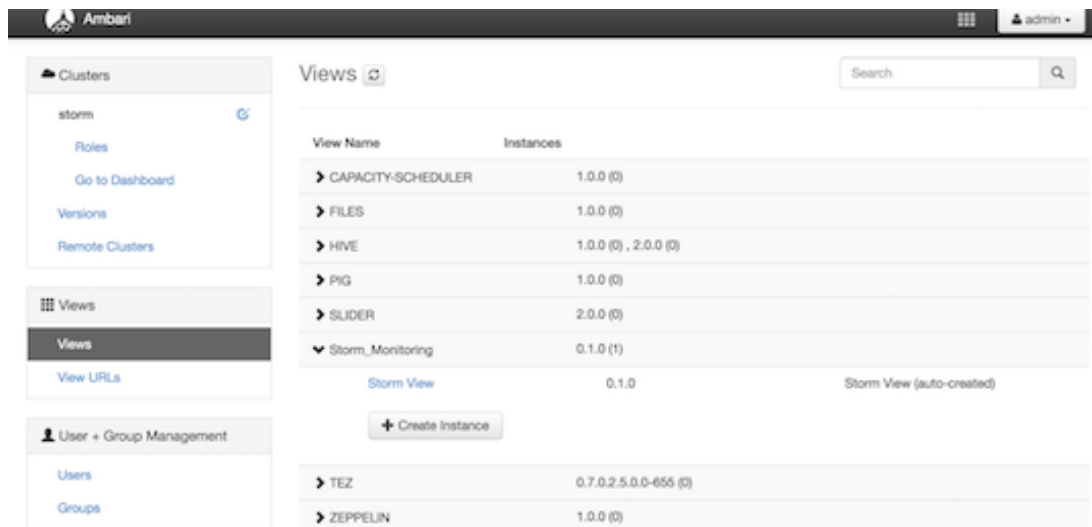 Ambari
admin
Clusters
storm
Roles
Go to Dashboard
Versions
Remote Clusters
Views
Views
View URLs
User + Group Management
Users
Groups
Views
Search
View Name Instances
CAPACITY-SCHEDULER 1.0.0 (0)
FILES 1.0.0 (0)
HIVE 1.0.0 (0) , 2.0.0 (0)
PIG 1.0.0 (0)
SLIDER 2.0.0 (0)
Storm_Monitoring 0.1.0 (1)
Storm View 0.1.0 Storm View (auto-created)
Create Instance
TEZ 0.7.0.2.5.0.0-655 (0)
ZEPPELIN 1.0.0 (0)